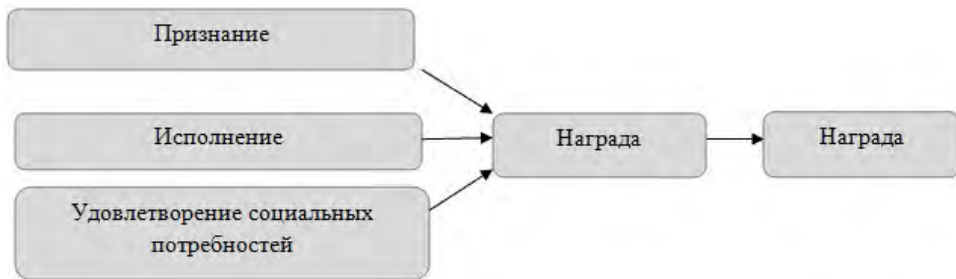 Признание
Исполнение
Удовлетворение социальных
потребностей
Награда
Награда